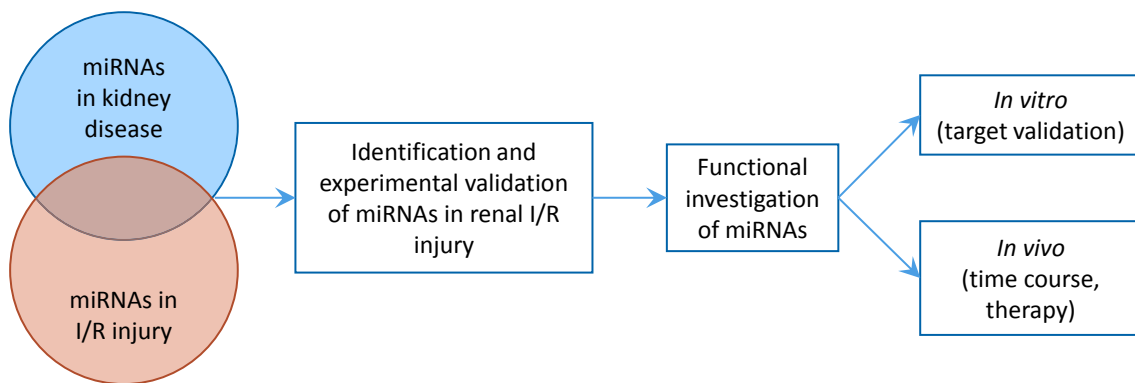 miRNAs
in kidney
disease
miRNAs in
I/R injury
Identification and
experimental validation
of miRNAs in renal I/R
injury
Functional
investigation
of miRNAs
In vitro
(target validation)
In vivo
(time course,
therapy)